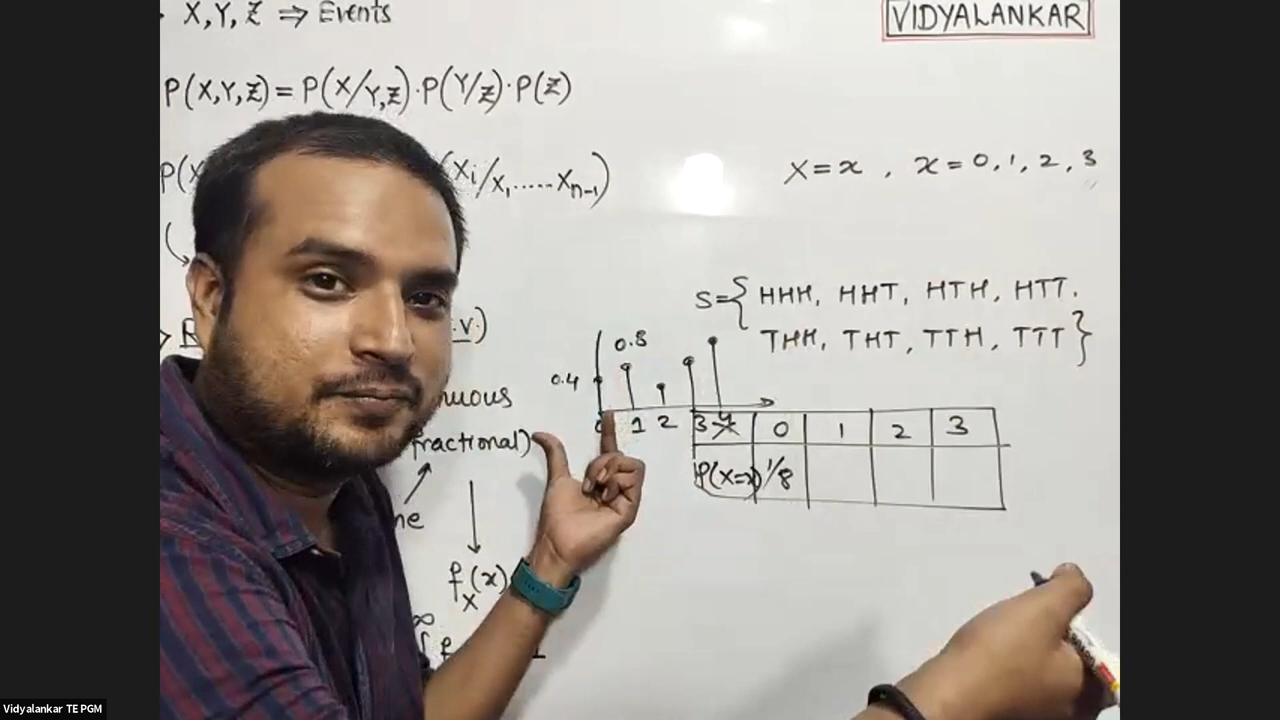 X, Y, Z ⇒ Events
VIDYALANKAR
P(X,Y,Z) = P(X/Y,Z)·P(Y/Z)·P(Z)
P(X
(Xi/X1.....Xn-1)
X=x , x=0,1,2,3
S={ HHH, HHT, HTH, HTT,
THH, THT, TTH, TTT }
.v.)
0.8
0.4
nuous
1 2 3 4
x 0 1 2 3
fractional)
P(X=x) 1/8
ne
fX(x)
∞
Vidyalankar TE PGM